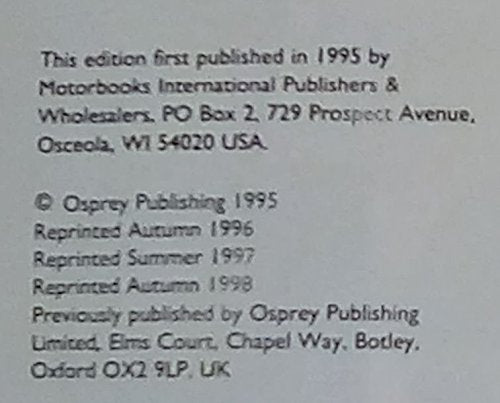 This edition first published in 1995 by
Motorbooks International Publishers &
Wholesalers, PO Box 2, 729 Prospect Avenue,
Osceola, WI 54020 USA.
© Osprey Publishing 1995
Reprinted Autumn 1996
Reprinted Summer 1997
Reprinted Autumn 1998
Previously published by Osprey Publishing
Limited, Elms Court, Chapel Way, Botley,
Oxford OX2 9LP, UK